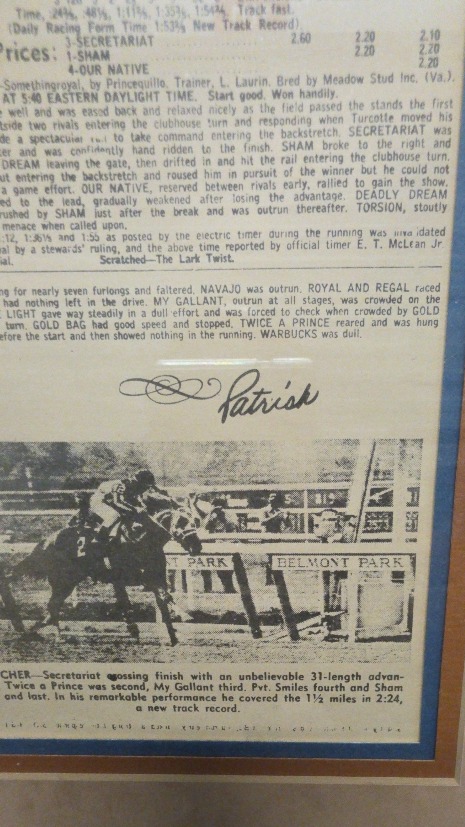 Time, :24⅗, :48⅕, 1:11⅖, 1:35⅗, 1:54⅖, Track fast.
(Daily Racing Form Time 1:53⅖ New Track Record)
Prices: 3-SECRETARIAT 2.60 2.20 2.10
1-SHAM 2.20 2.20
4-OUR NATIVE 2.20
-Somethingroyal, by Princequillo. Trainer, L. Laurin. Bred by Meadow Stud Inc. (Va.).
AT 5:40 EASTERN DAYLIGHT TIME. Start good. Won handily.
well and was eased back and relaxed nicely as the field passed the stands the first
tside two rivals entering the clubhouse turn and responding when Turcotte moved his
de a spectacular run to take command entering the backstretch. SECRETARIAT was
ter and was confidently hand ridden to the finish. SHAM broke to the right and
DREAM leaving the gate, then drifted in and hit the rail entering the clubhouse turn.
ut entering the backstretch and roused him in pursuit of the winner but he could not
a game effort. OUR NATIVE, reserved between rivals early, rallied to gain the show.
ed to the lead, gradually weakened after losing the advantage. DEADLY DREAM
rushed by SHAM just after the break and was outrun thereafter. TORSION, stoutly
menace when called upon.
:12, 1:36⅕ and 1:55 as posted by the electric timer during the running was invalidated
al by a stewards' ruling, and the above time reported by official timer E. T. McLean Jr
ial. Scratched—The Lark Twist.
ng for nearly seven furlongs and faltered. NAVAJO was outrun. ROYAL AND REGAL raced
had nothing left in the drive. MY GALLANT, outrun at all stages, was crowded on the
LIGHT gave way steadily in a dull effort and was forced to check when crowded by GOLD
turn. GOLD BAG had good speed and stopped. TWICE A PRINCE reared and was hung
efore the start and then showed nothing in the running. WARBUCKS was dull.
Patrish
2
ST PARK BELMONT PARK
CHER—Secretariat crossing finish with an unbelievable 31-length advan-
Twice a Prince was second, My Gallant third. Pvt. Smiles fourth and Sham
and last. In his remarkable performance he covered the 1½ miles in 2:24,
a new track record.